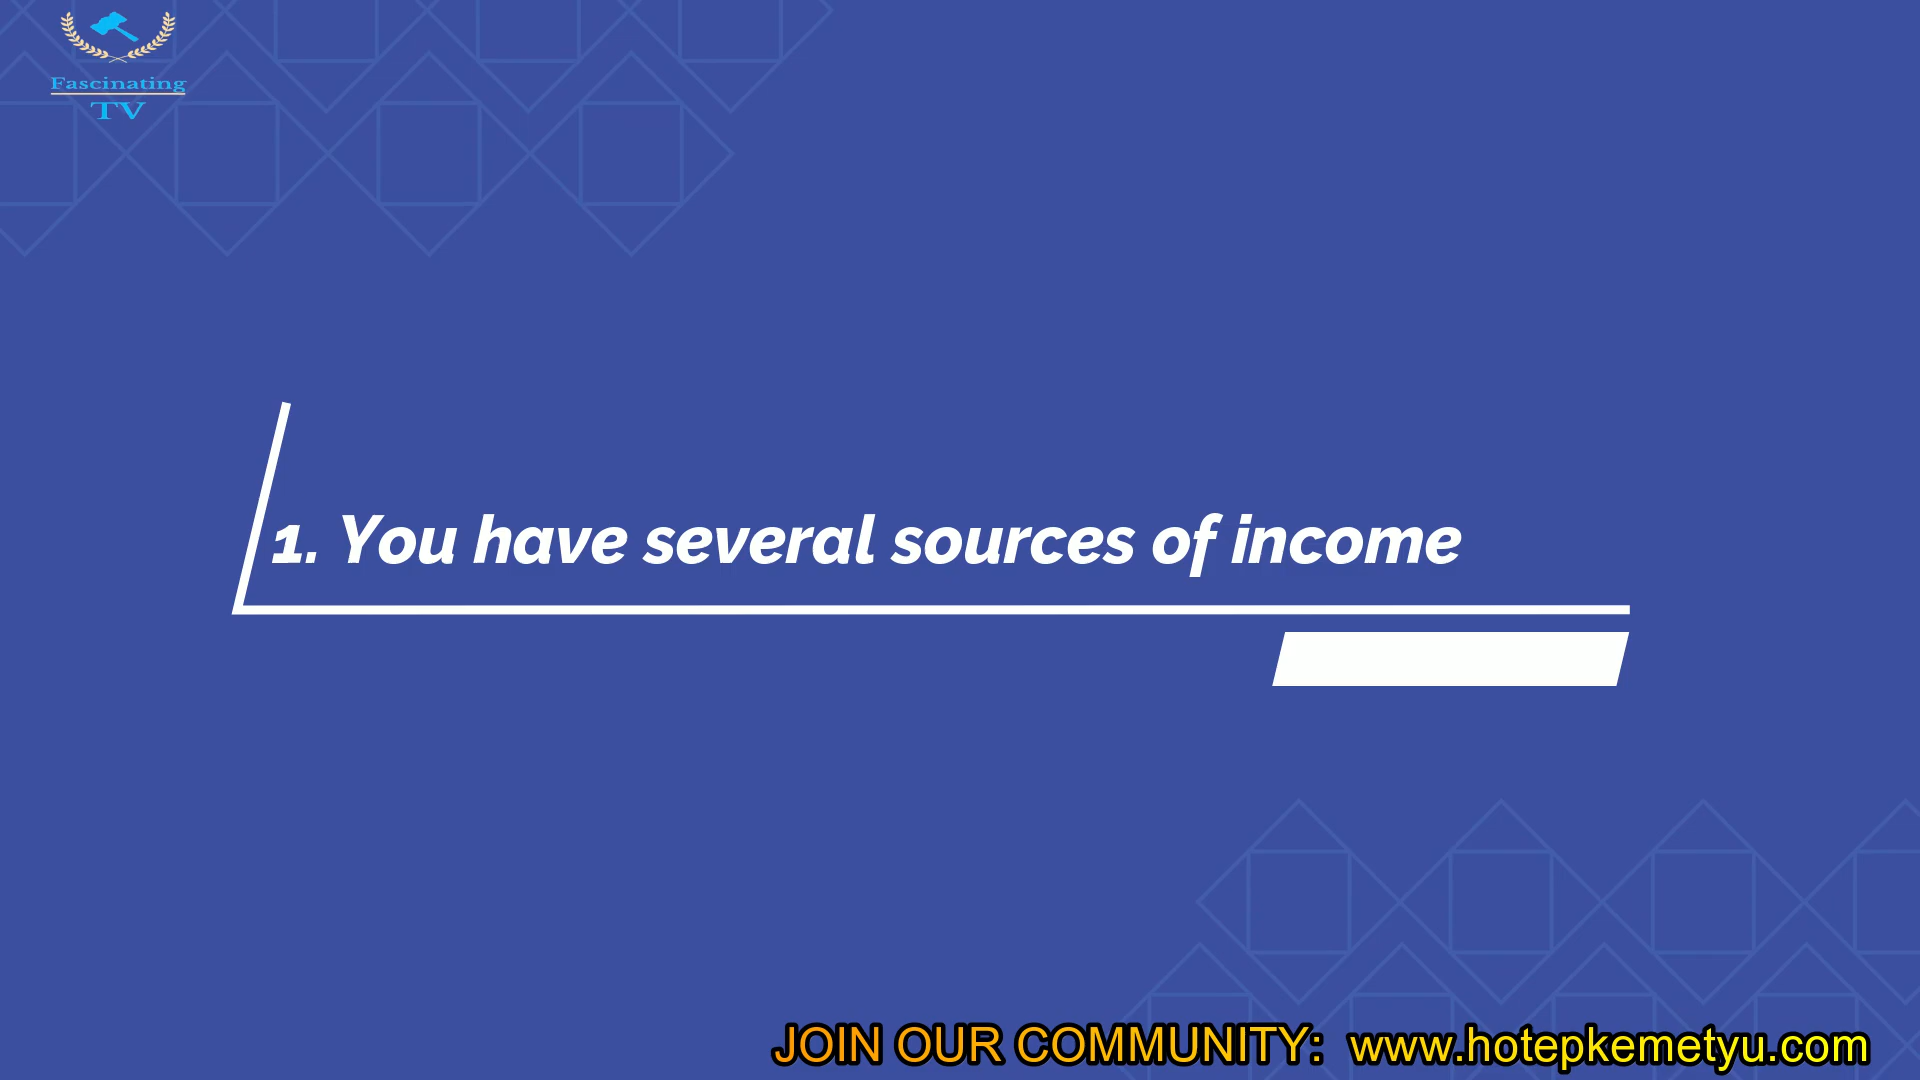 Fascinating
TV
1. You have several sources of income
JOIN OUR COMMUNITY: www.hotepkemetyu.com